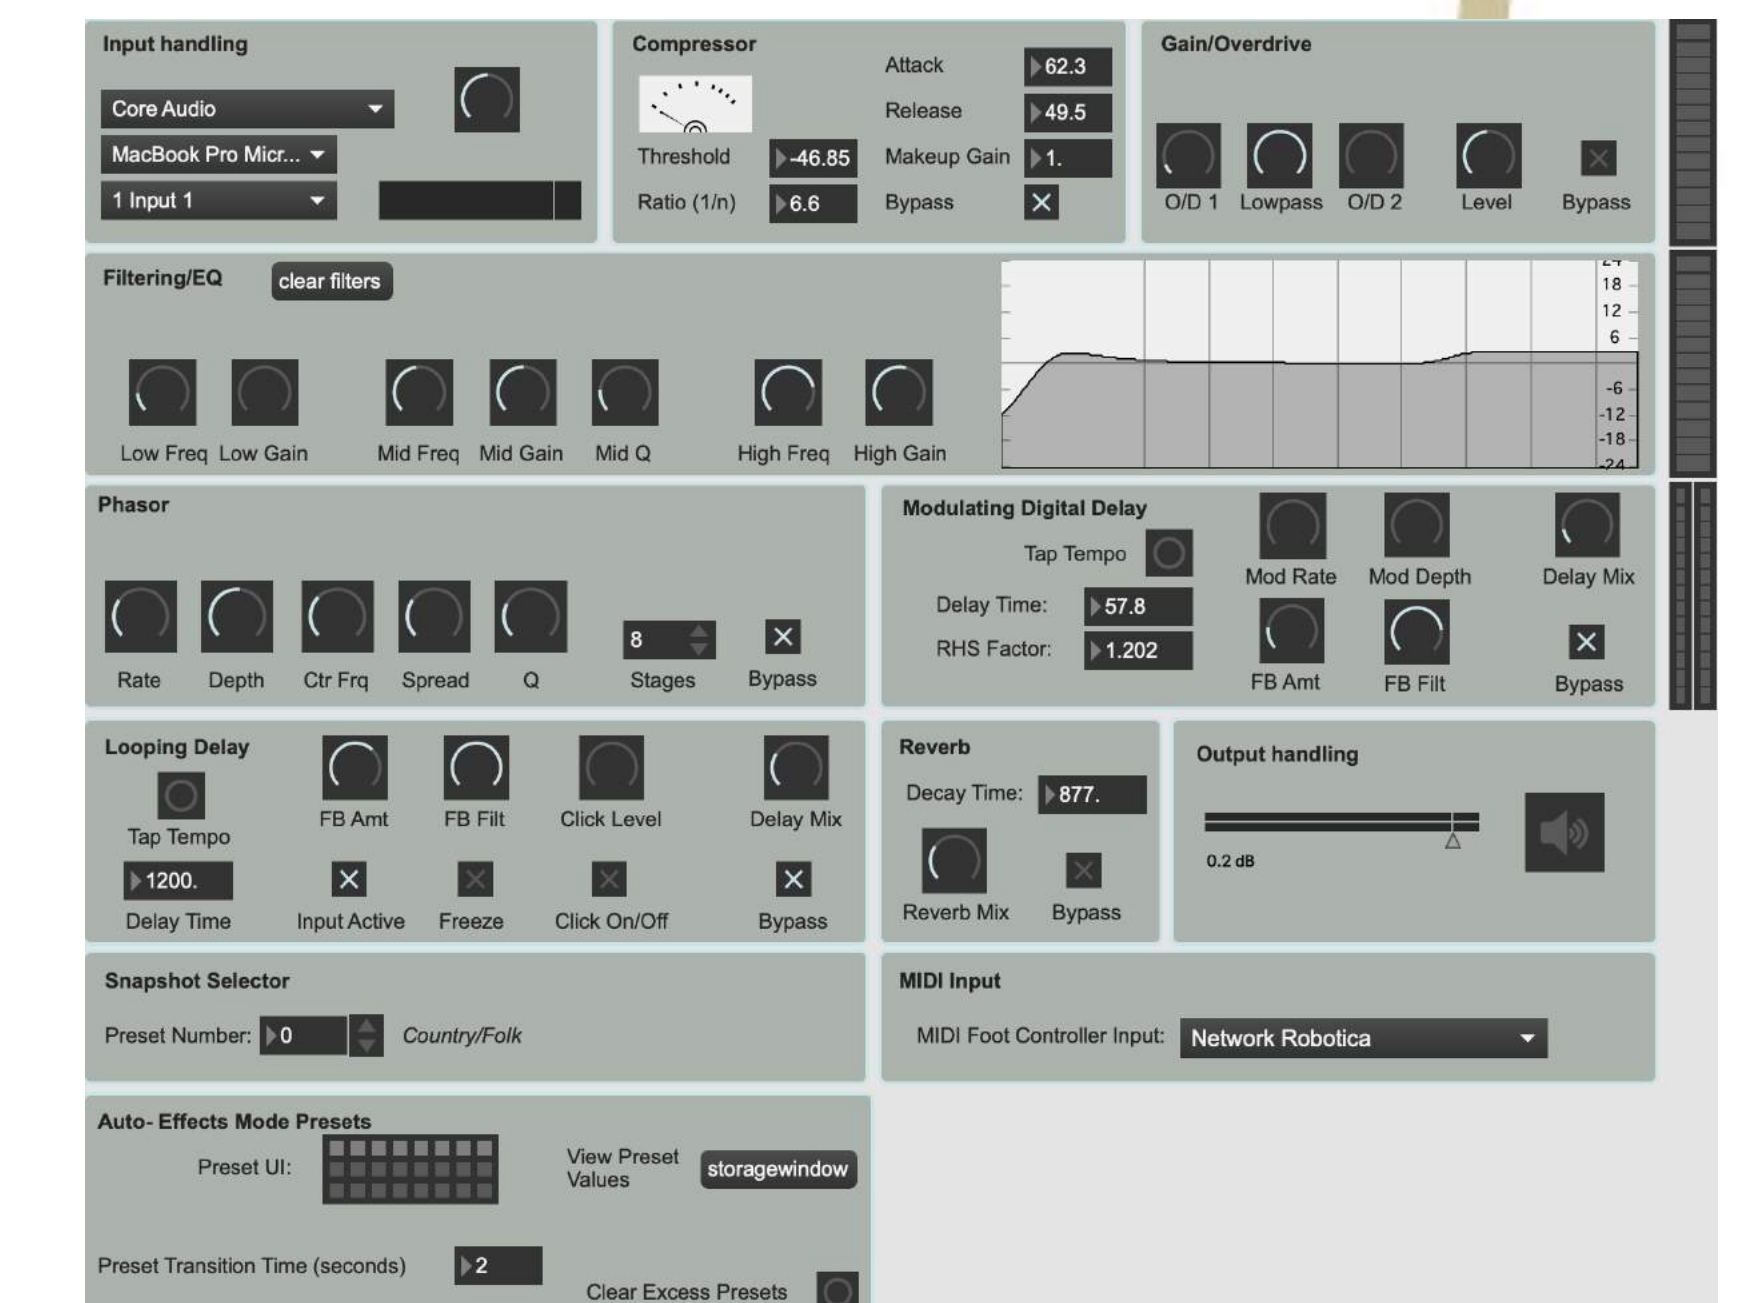 Input handling
Core Audio
MacBook Pro Micr...
1 Input 1
Compressor
Threshold -46.85
Ratio (1/n) 6.6
Attack 62.3
Release 49.5
Makeup Gain 1.
Bypass
Gain/Overdrive
O/D 1 Lowpass O/D 2 Level Bypass
Filtering/EQ clear filters
Low Freq Low Gain Mid Freq Mid Gain Mid Q High Freq High Gain
24
18
12
6
-6
-12
-18
-24
Phasor
8
Rate Depth Ctr Frq Spread Q Stages Bypass
Modulating Digital Delay
Tap Tempo
Delay Time: 57.8
RHS Factor: 1.202
Mod Rate Mod Depth Delay Mix
FB Amt FB Filt Bypass
Looping Delay
Tap Tempo
FB Amt FB Filt Click Level Delay Mix
1200.
Delay Time Input Active Freeze Click On/Off Bypass
Reverb
Decay Time: 877.
Reverb Mix Bypass
Output handling
0.2 dB
Snapshot Selector
Preset Number: 0 Country/Folk
MIDI Input
MIDI Foot Controller Input: Network Robotica
Auto- Effects Mode Presets
Preset UI:
View Preset
Values
storagewindow
Preset Transition Time (seconds) 2
Clear Excess Presets